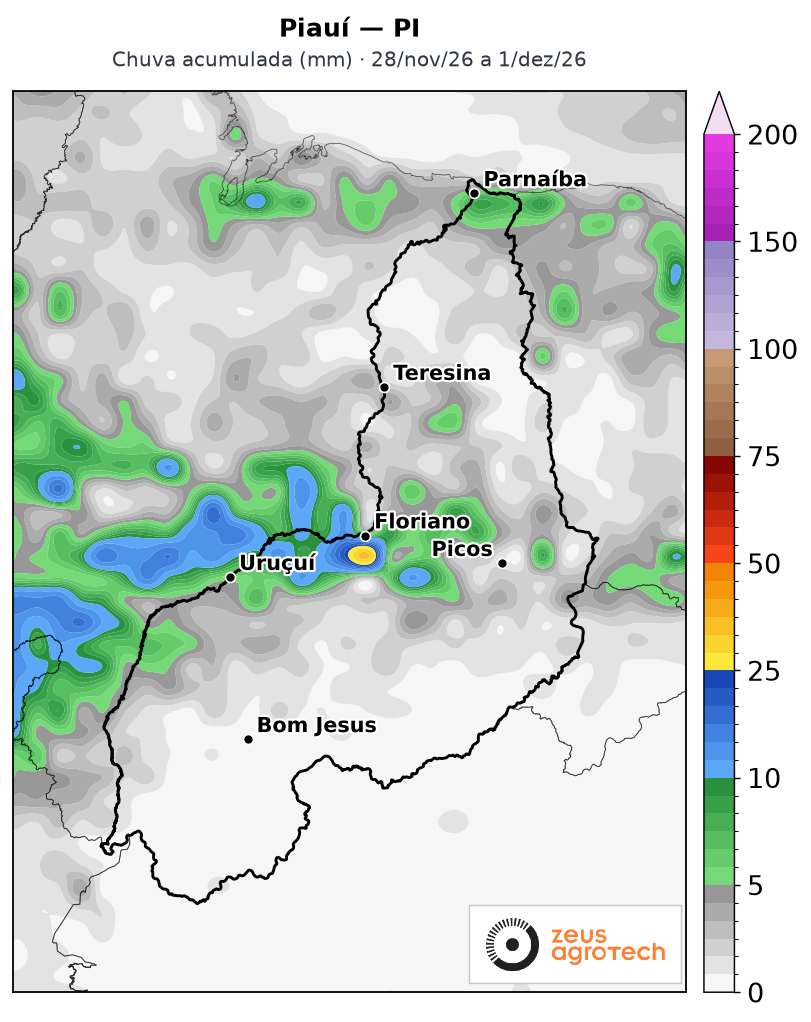 Piauí — PI
Chuva acumulada (mm) · 28/nov/26 a 1/dez/26
Parnaíba
Teresina
Floriano
Picos
Uruçuí
Bom Jesus
200
150
100
75
50
25
10
5
0
zeus
agrotech